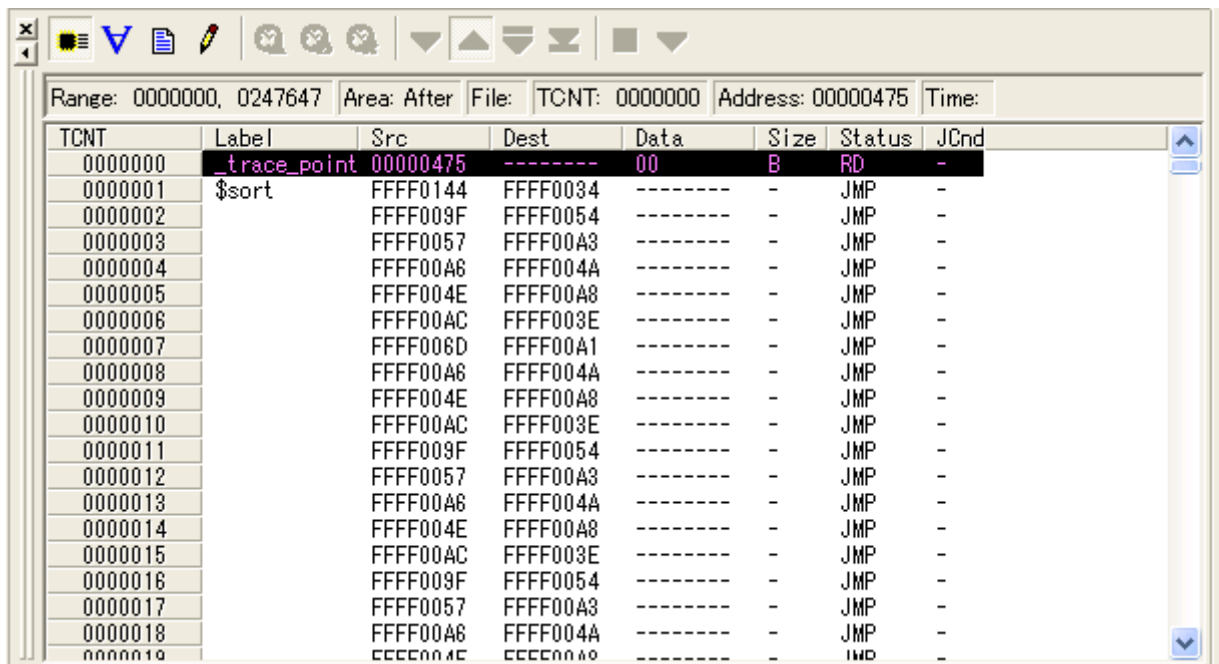 Range: 0000000, 0247647 Area: After File: TCNT: 0000000 Address: 00000475 Time:
TCNT Label Src Dest Data Size Status JCnd
0000000 _trace_point 00000475 -------- 00 B RD -
0000001 $sort FFFF0144 FFFF0034 -------- - JMP -
0000002 FFFF009F FFFF0054 -------- - JMP -
0000003 FFFF0057 FFFF00A3 -------- - JMP -
0000004 FFFF00A6 FFFF004A -------- - JMP -
0000005 FFFF004E FFFF00A8 -------- - JMP -
0000006 FFFF00AC FFFF003E -------- - JMP -
0000007 FFFF006D FFFF00A1 -------- - JMP -
0000008 FFFF00A6 FFFF004A -------- - JMP -
0000009 FFFF004E FFFF00A8 -------- - JMP -
0000010 FFFF00AC FFFF003E -------- - JMP -
0000011 FFFF009F FFFF0054 -------- - JMP -
0000012 FFFF0057 FFFF00A3 -------- - JMP -
0000013 FFFF00A6 FFFF004A -------- - JMP -
0000014 FFFF004E FFFF00A8 -------- - JMP -
0000015 FFFF00AC FFFF003E -------- - JMP -
0000016 FFFF009F FFFF0054 -------- - JMP -
0000017 FFFF0057 FFFF00A3 -------- - JMP -
0000018 FFFF00A6 FFFF004A -------- - JMP -
0000019 FFFF004E FFFF00A8 -------- - JMP -